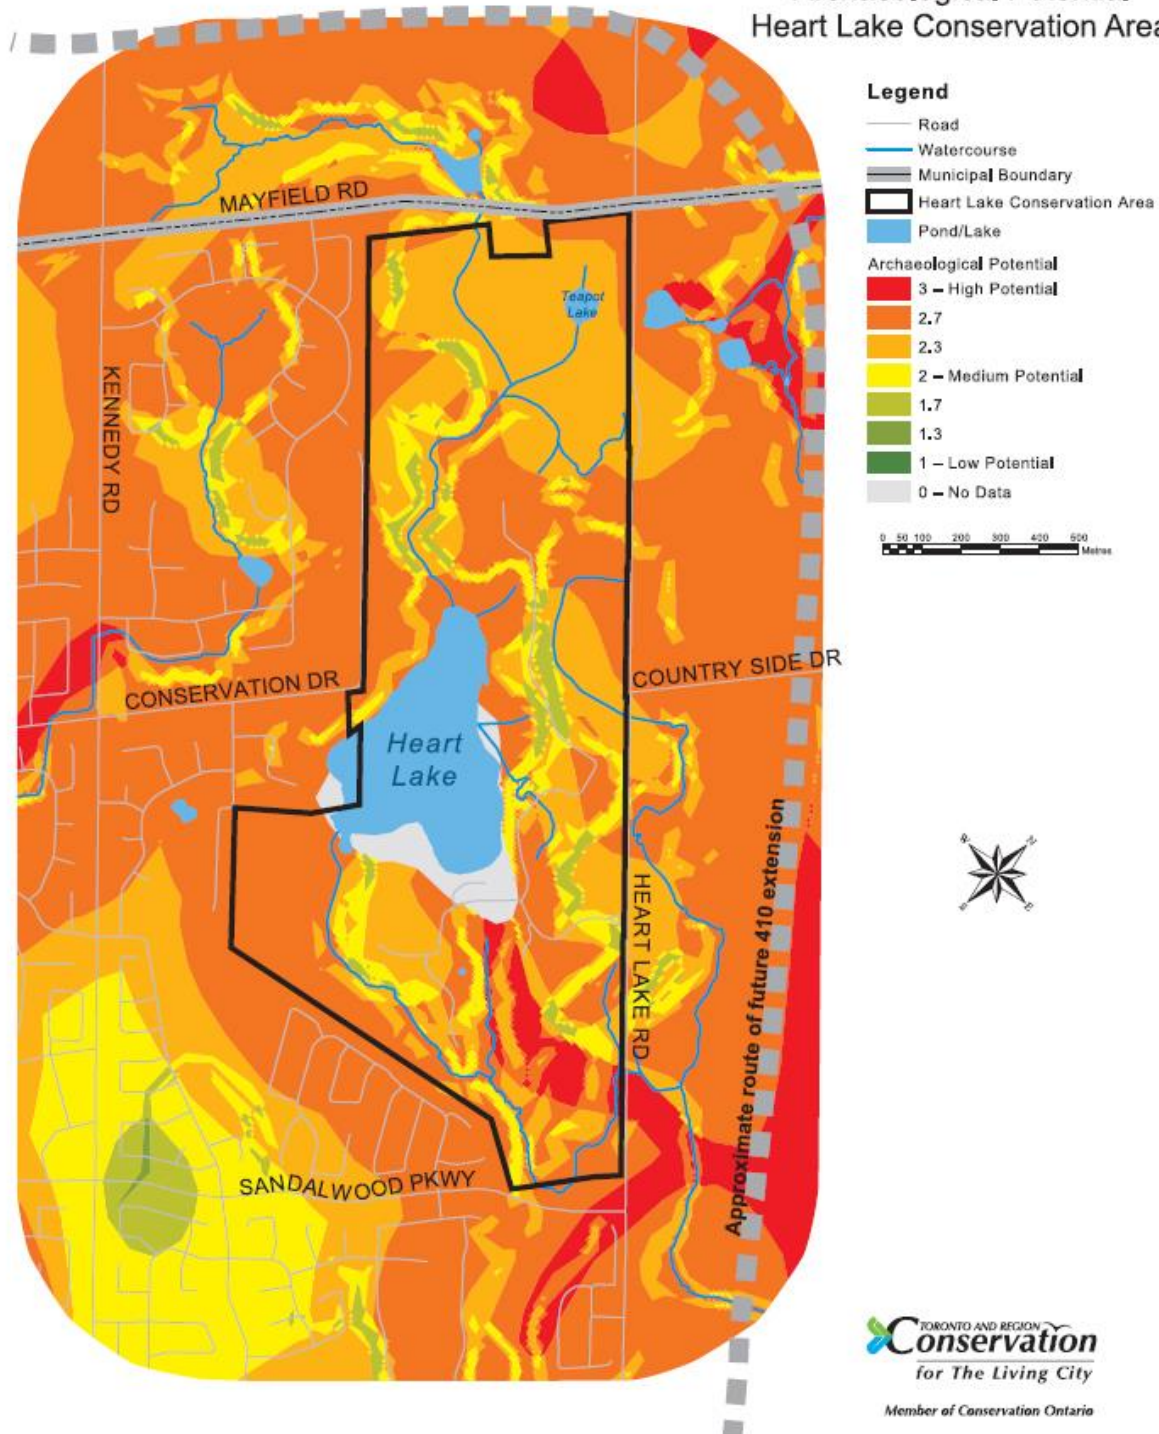 Heart Lake Conservation Area
Legend
Road
Watercourse
Municipal Boundary
Heart Lake Conservation Area
Pond/Lake
Archaeological Potential
3 – High Potential
2.7
2.3
2 – Medium Potential
1.7
1.3
1 – Low Potential
0 – No Data
0 50 100 200 300 400 500
Metres
MAYFIELD RD
Teapot
Lake
KENNEDY RD
CONSERVATION DR
COUNTRY SIDE DR
Heart
Lake
HEART LAKE RD
Approximate route of future 410 extension
SANDALWOOD PKWY
W
N
S
E
TORONTO AND REGION
Conservation
for The Living City
Member of Conservation Ontario